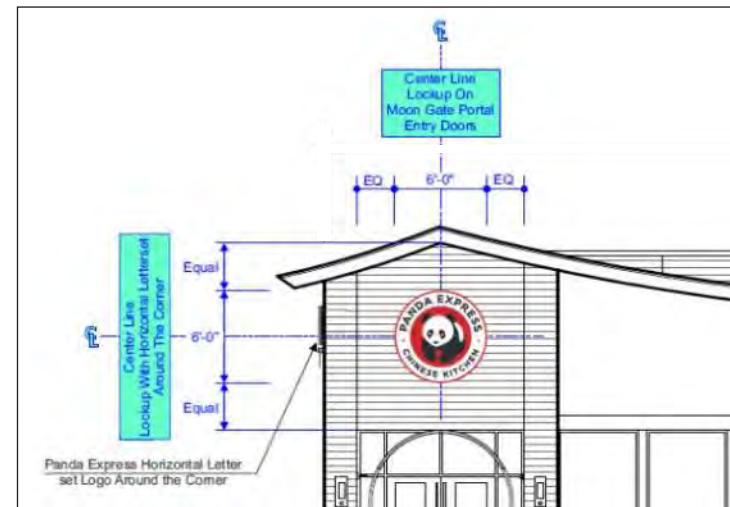 Center Line
Lockup On
Moon Gate Portal
Entry Doors
EQ
6'-0"
EQ
Equal
6'-0"
Equal
Center Line
Lockup With Horizontal Letterset
Around The Corner
PANDA EXPRESS
CHINESE KITCHEN
Panda Express Horizontal Letter
set Logo Around the Corner